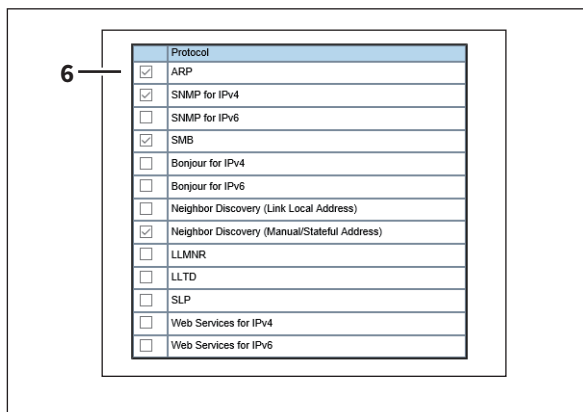 Protocol
6
ARP
SNMP for IPv4
SNMP for IPv6
SMB
Bonjour for IPv4
Bonjour for IPv6
Neighbor Discovery (Link Local Address)
Neighbor Discovery (Manual/Stateful Address)
LLMNR
LLTD
SLP
Web Services for IPv4
Web Services for IPv6